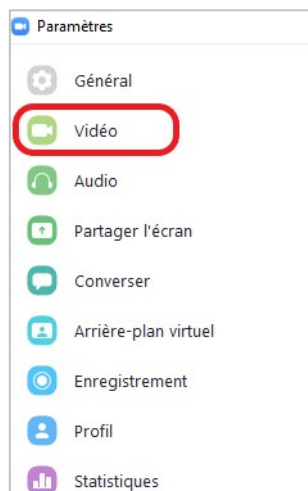 Paramètres
Général
Vidéo
Audio
Partager l'écran
Converser
Arrière-plan virtuel
Enregistrement
Profil
Statistiques